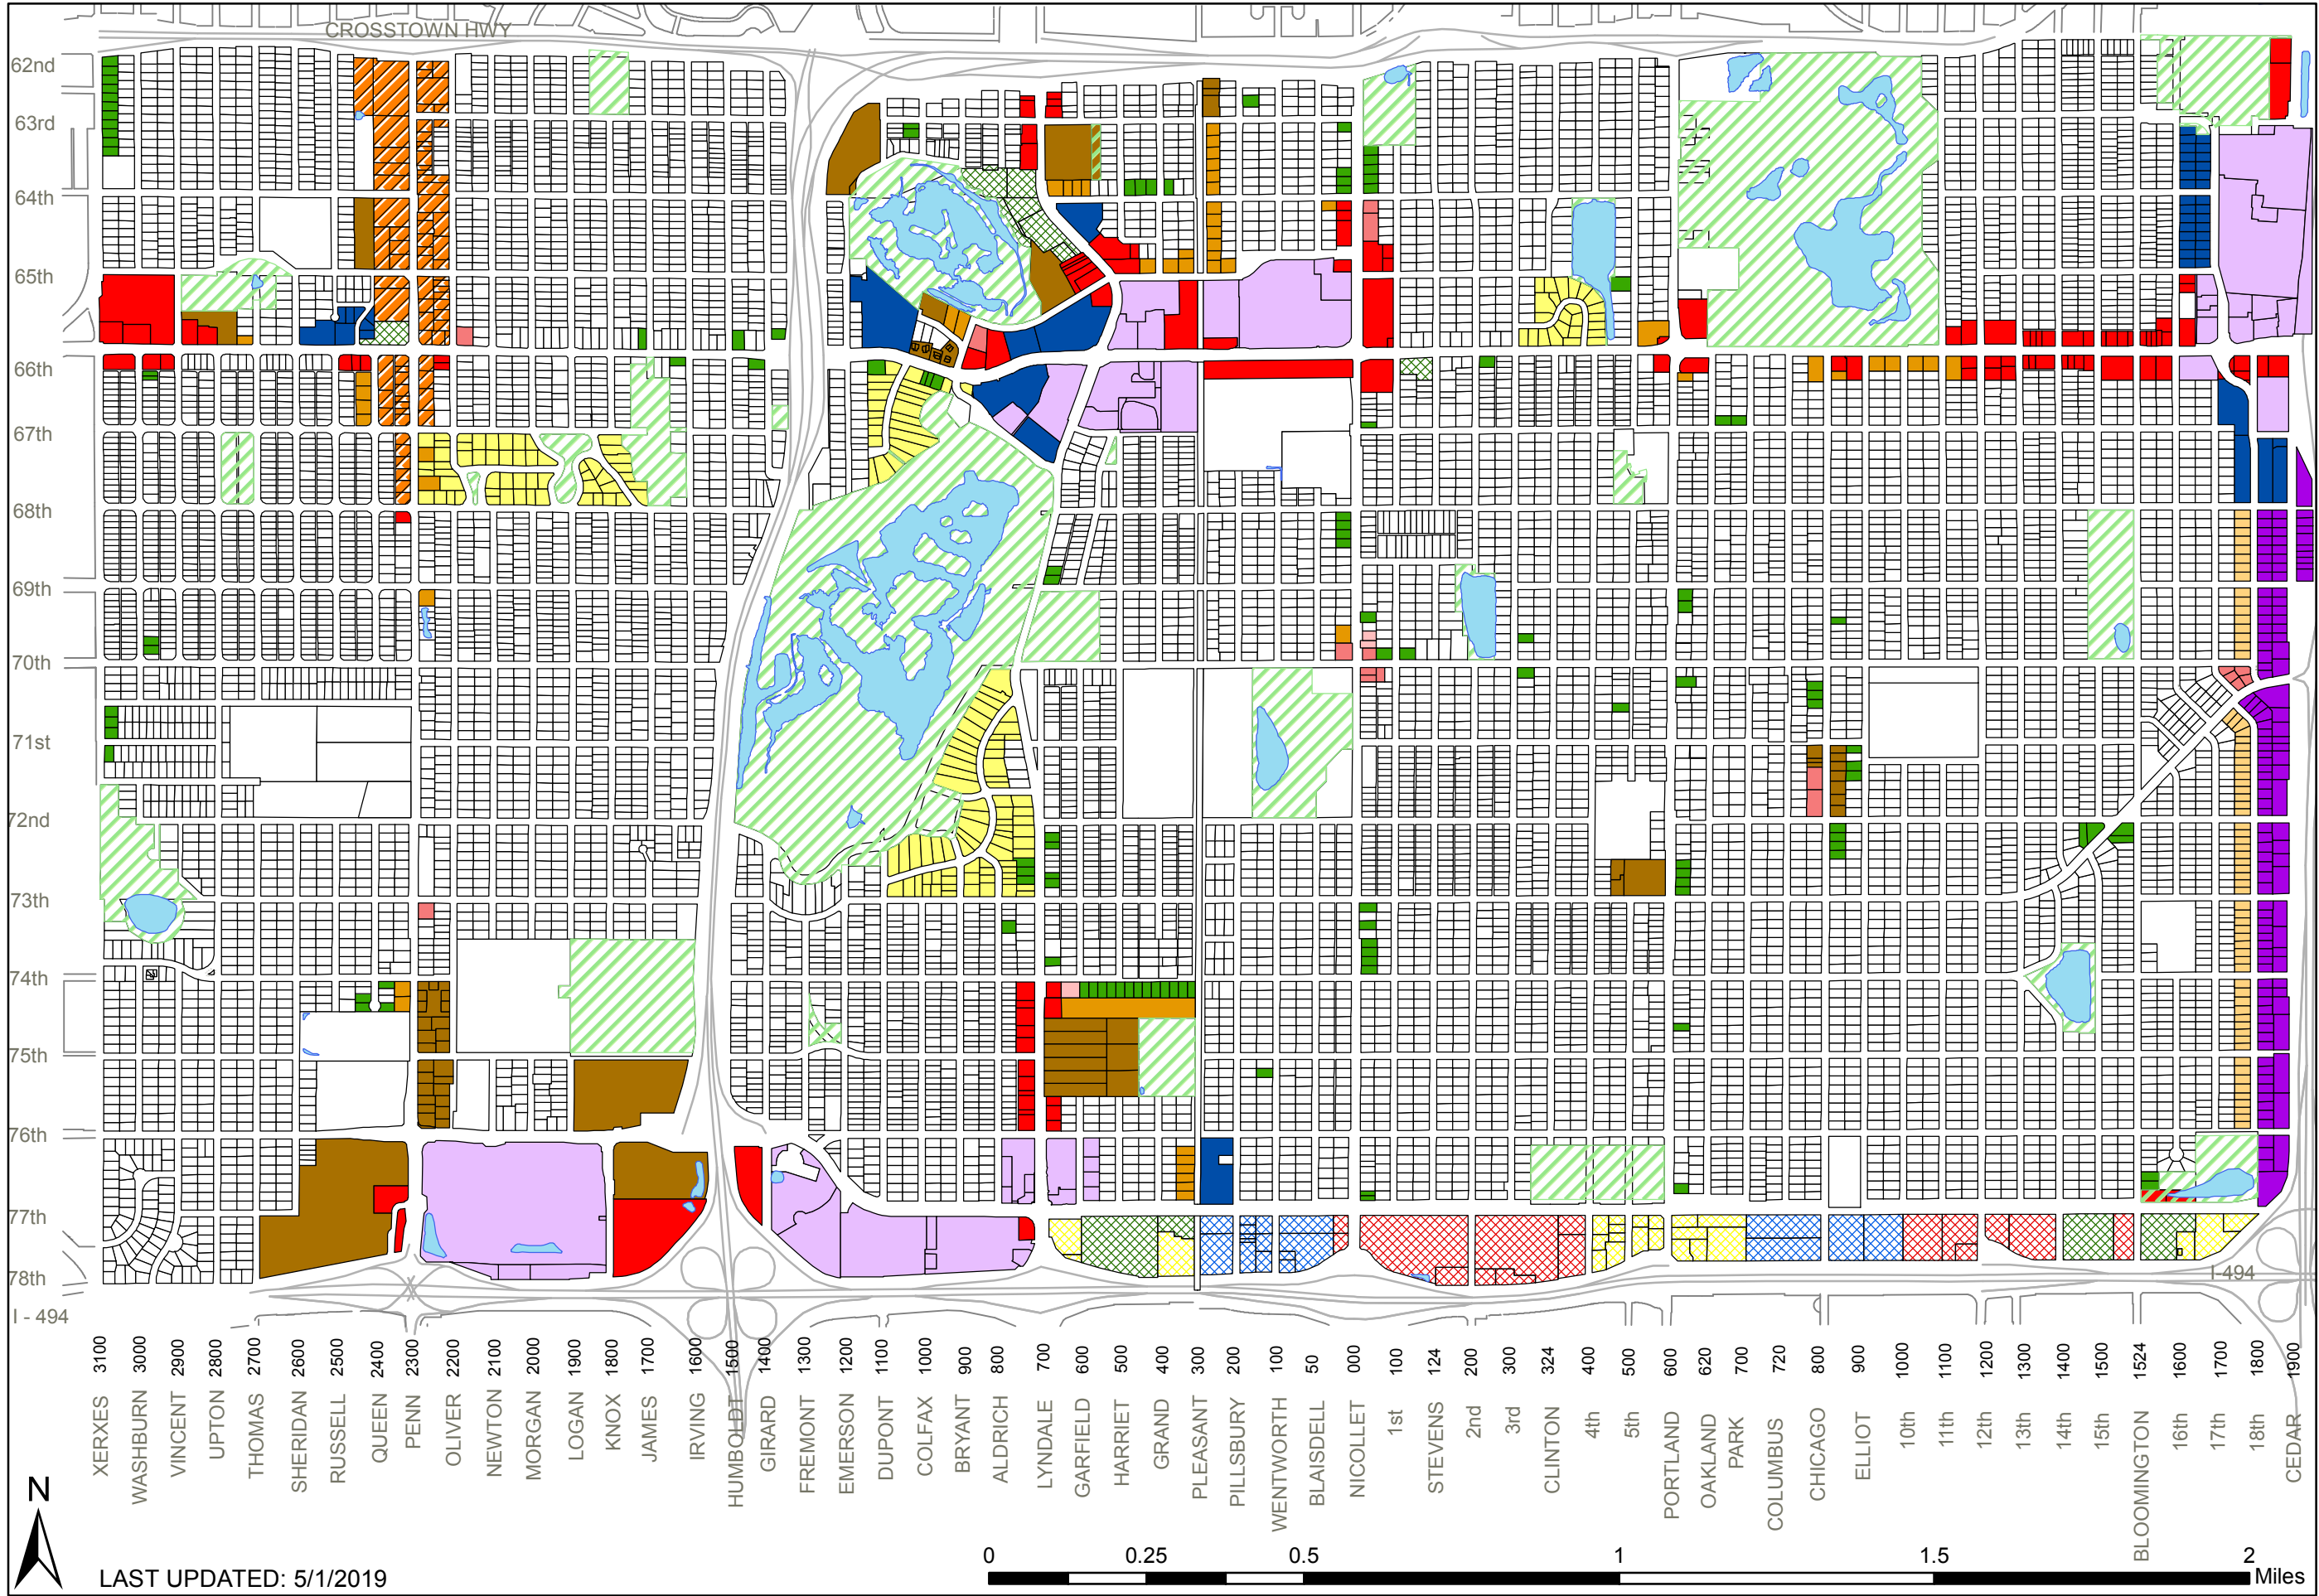 CROSSTOWN HWY
62nd
63rd
64th
65th
66th
67th
68th
69th
70th
71st
72nd
73rd
74th
75th
76th
77th
78th
I-494
I - 494
3100
3000
2900
2800
2700
2600
2500
2400
2300
2200
2100
2000
1900
1800
1700
1600
1500
1400
1300
1200
1100
1000
900
800
700
600
500
400
300
200
100
50
000
100
124
200
300
324
400
500
600
620
700
720
800
900
1000
1100
1200
1300
1400
1500
1524
1600
1700
1800
1900
XERXES
WASHBURN
VINCENT
UPTON
THOMAS
SHERIDAN
RUSSELL
QUEEN
PENN
OLIVER
NEWTON
MORGAN
LOGAN
KNOX
JAMES
IRVING
HUMBOLDT
GIRARD
FREMONT
EMERSON
DUPONT
COLFAX
BRYANT
ALDRICH
LYNDALE
GARFIELD
HARRIET
GRAND
PLEASANT
PILLSBURY
WENTWORTH
BLAISDELL
NICOLLET
1st
STEVENS
2nd
3rd
CLINTON
4th
5th
PORTLAND
OAKLAND
PARK
COLUMBUS
CHICAGO
ELLIOT
10th
11th
12th
13th
14th
15th
BLOOMINGTON
16th
17th
18th
CEDAR
N
LAST UPDATED: 5/1/2019
0 0.25 0.5 1 1.5 2
Miles